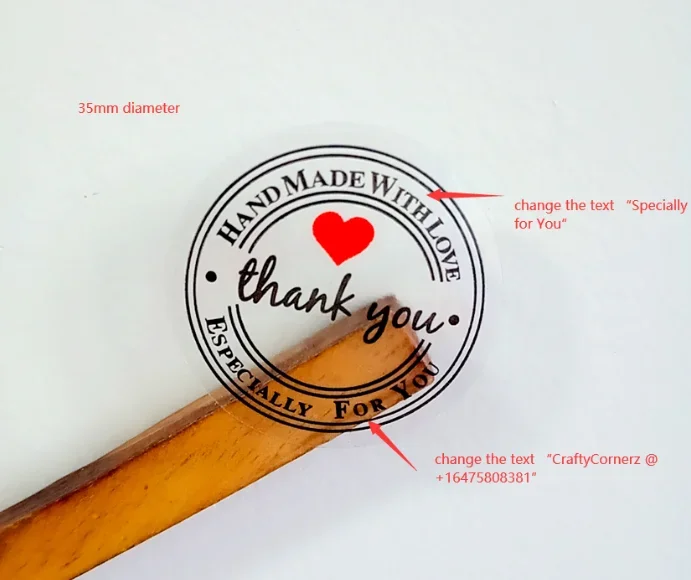 35mm diameter
HAND MADE WITH LOVE
change the text “Specially
for You“
thank you
ESPECIALLY FOR YOU
change the text “CraftyCornerz @
+16475808381“